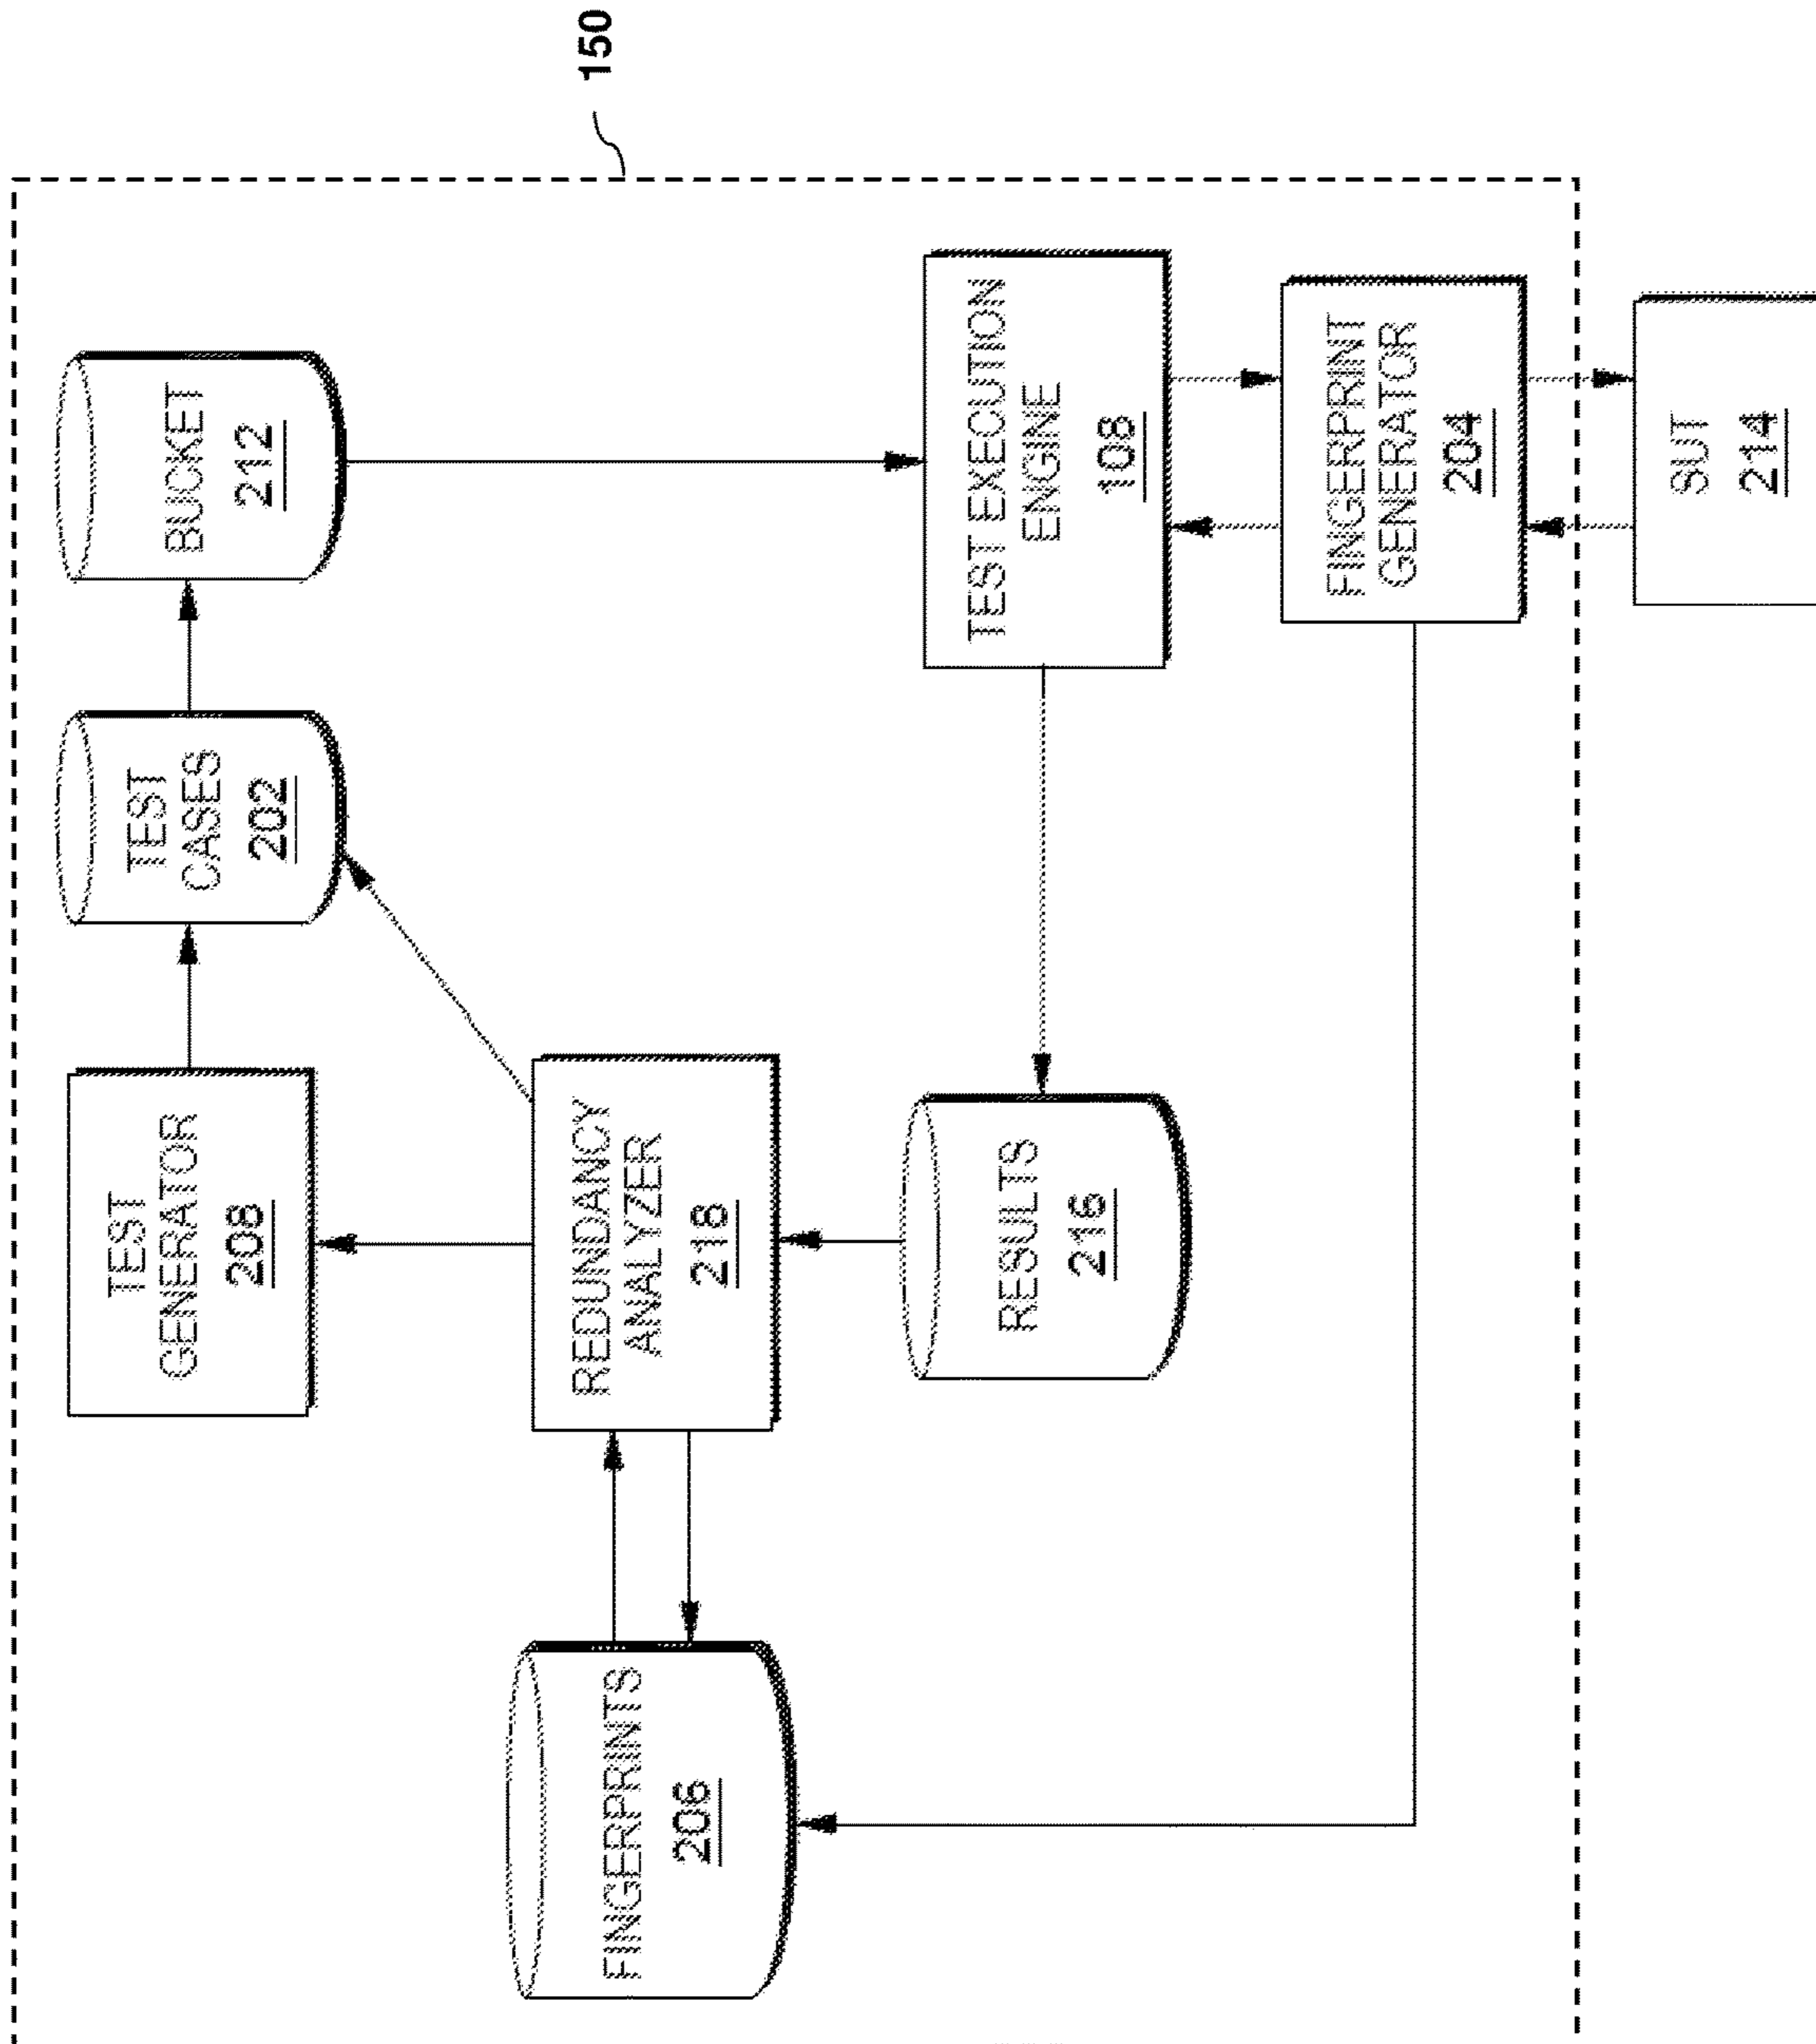 150
TEST
GENERATOR
208
TEST
CASES
202
BUCKET
212
FINGERPRINTS
206
REDUNDANCY
ANALYZER
218
RESULTS
216
TEST EXECUTION
ENGINE
108
FINGERPRINT
GENERATOR
204
SUT
214